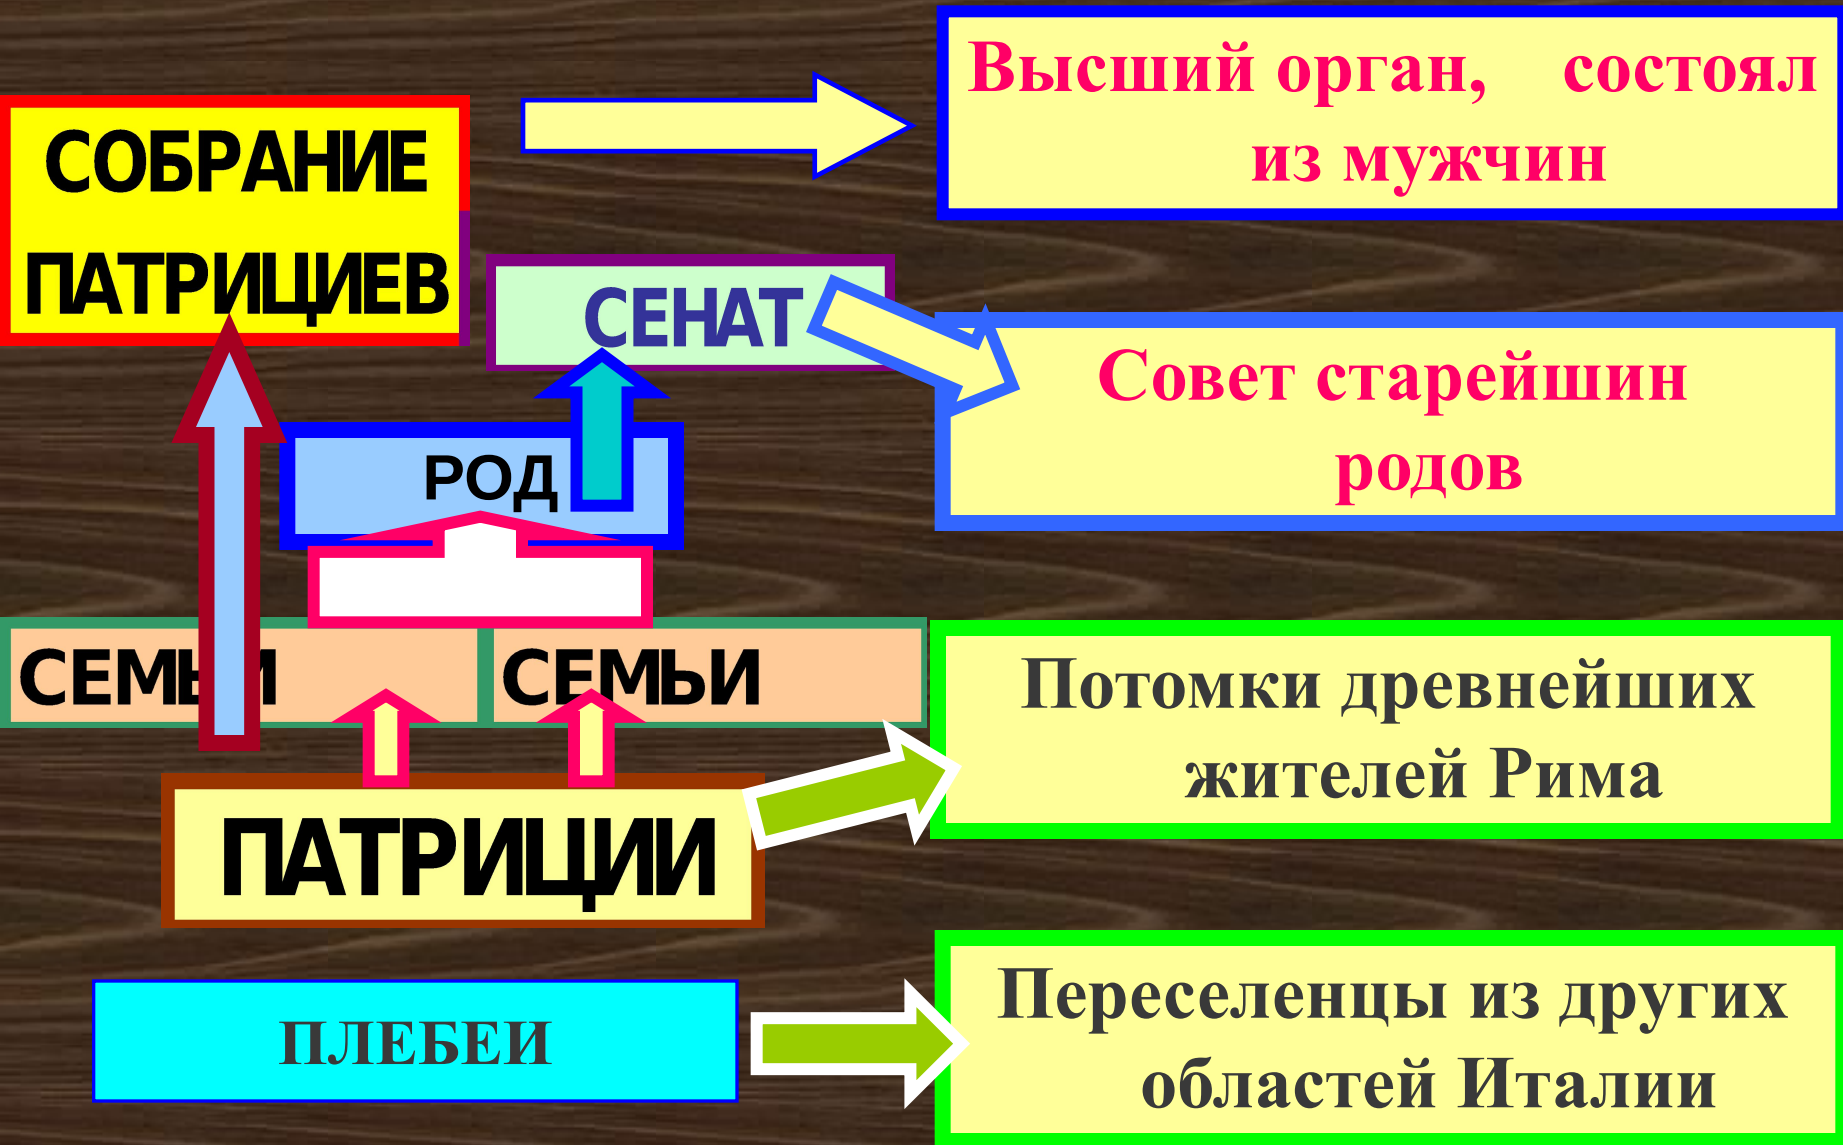 СОБРАНИЕ
ПАТРИЦИЕВ
Высший орган, состоял
из мужчин
СЕНАТ
Совет старейшин
родов
РОД
СЕМЬИ
СЕМЬИ
Потомки древнейших
жителей Рима
ПАТРИЦИИ
ПЛЕБЕИ
Переселенцы из других
областей Италии